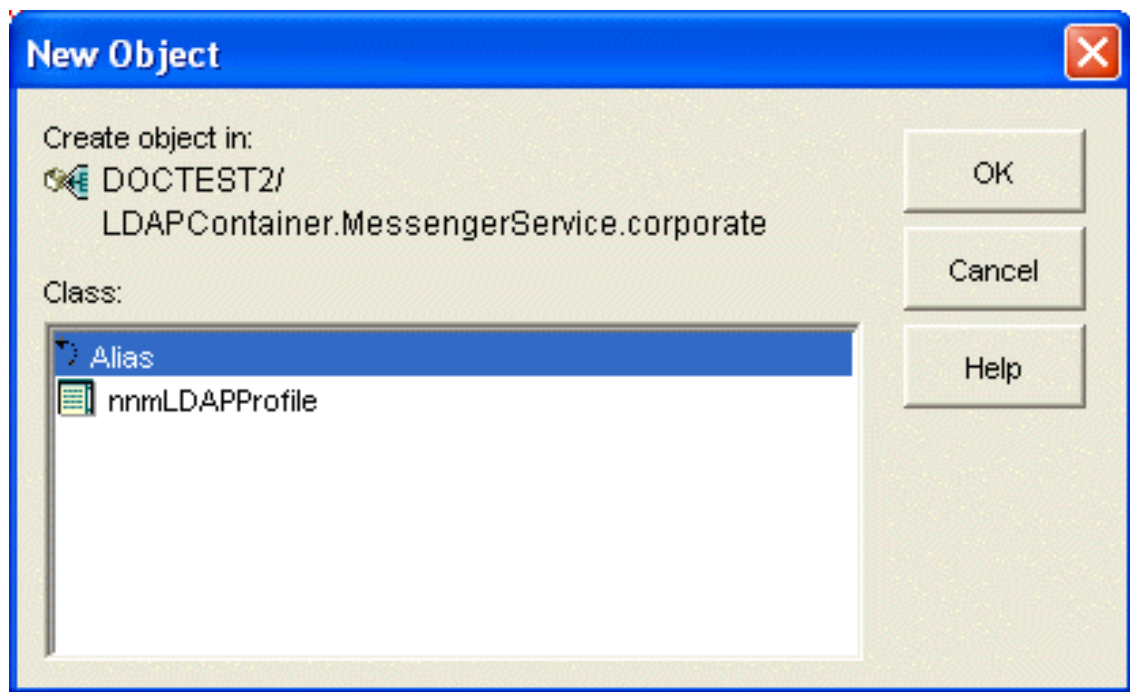 New Object
Create object in:
DOCTEST2/
LDAPContainer.MessengerService.corporate
Class:
Alias
nnmLDAPProfile
OK
Cancel
Help